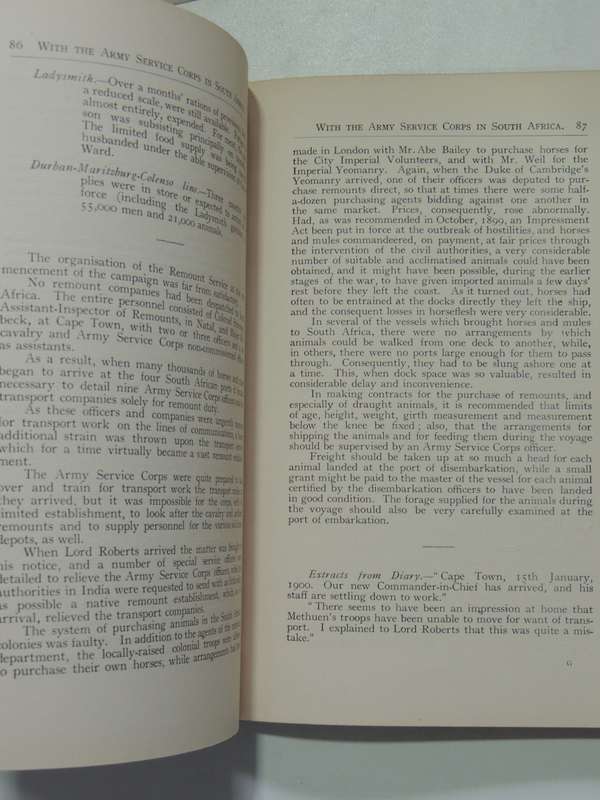 86 WITH THE ARMY SERVICE CORPS IN SOUTH
Ladysmith.—Over a months' rations of
a reduced scale, were still available.
almost entirely, expended. For
son was subsisting principally on
The limited food supply was
husbanded under the able supervision
Ward.
Durban-Maritzburg-Colenso line.—Three
plies were in store or expected to
force (including the Ladysmith
55,000 men and 21,000 animals.
The organisation of the Remount Service at the
mencement of the campaign was far from satisfactory.
No remount companies had been
Africa. The entire personnel consisted of Colonel
Assistant-Inspector of Remounts, in Natal, and
beck, at Cape Town, with two or three officers and
cavalry and Army Service Corps non-commissioned
as assistants.
As a result, when many thousands of horses and
began to arrive at the four South African ports it
necessary to detail nine Army Service Corps officers and
transport companies solely for remount duty.
As these officers and companies were urgently
for transport work on the lines of communication,
additional strain was thrown upon the transport
which for a time virtually became a vast remount
ment.
The Army Service Corps were quite prepared to
over and train for transport work the transport
they arrived, but it was impossible for the corps,
limited establishment, to look after the cavalry and
remounts and to supply personnel for the various
depots, as well.
When Lord Roberts arrived the matter was brought
his notice, and a number of special service officers
detailed to relieve the Army Service Corps officers,
authorities in India were requested to send with as little
as possible a native remount establishment, which,
arrival, relieved the transport companies.
The system of purchasing animals in the South
colonies was faulty. In addition to the agents of the
department, the locally-raised colonial troops were
to purchase their own horses, while arrangements had
WITH THE ARMY SERVICE CORPS IN SOUTH AFRICA. 87
made in London with Mr. Abe Bailey to purchase horses for
the City Imperial Volunteers, and with Mr. Weil for the
Imperial Yeomanry. Again, when the Duke of Cambridge's
Yeomanry arrived, one of their officers was deputed to pur-
chase remounts direct, so that at times there were some half-
a-dozen purchasing agents bidding against one another in
the same market. Prices, consequently, rose abnormally.
Had, as was recommended in October, 1899, an Impressment
Act been put in force at the outbreak of hostilities, and horses
and mules commandeered, on payment, at fair prices through
the intervention of the civil authorities, a very considerable
number of suitable and acclimatised animals could have been
obtained, and it might have been possible, during the earlier
stages of the war, to have given imported animals a few days'
rest before they left the coast. As it turned out, horses had
often to be entrained at the docks directly they left the ship,
and the consequent losses in horseflesh were very considerable.
In several of the vessels which brought horses and mules to
South Africa, there were no arrangements by which
animals could be walked from one deck to another, while,
in others, there were no ports large enough for them to pass
through. Consequently, they had to be slung ashore one at
a time. This, when dock space was so valuable, resulted in
considerable delay and inconvenience.
In making contracts for the purchase of remounts, and
especially of draught animals, it is recommended that limits
of age, height, weight, girth measurement and measurement
below the knee be fixed; also, that the arrangements for
shipping the animals and for feeding them during the voyage
should be supervised by an Army Service Corps officer.
Freight should be taken up at so much a head for each
animal landed at the port of disembarkation, while a small
grant might be paid to the master of the vessel for each animal
certified by the disembarkation officers to have been landed
in good condition. The forage supplied for the animals during
the voyage should also be very carefully examined at the
port of embarkation.
Extracts from Diary.—"Cape Town, 15th January,
1900. Our new Commander-in-Chief has arrived, and his
staff are settling down to work."
"There seems to have been an impression at home that
Methuen's troops have been unable to move for want of trans-
port. I explained to Lord Roberts that this was quite a mis-
take."
G